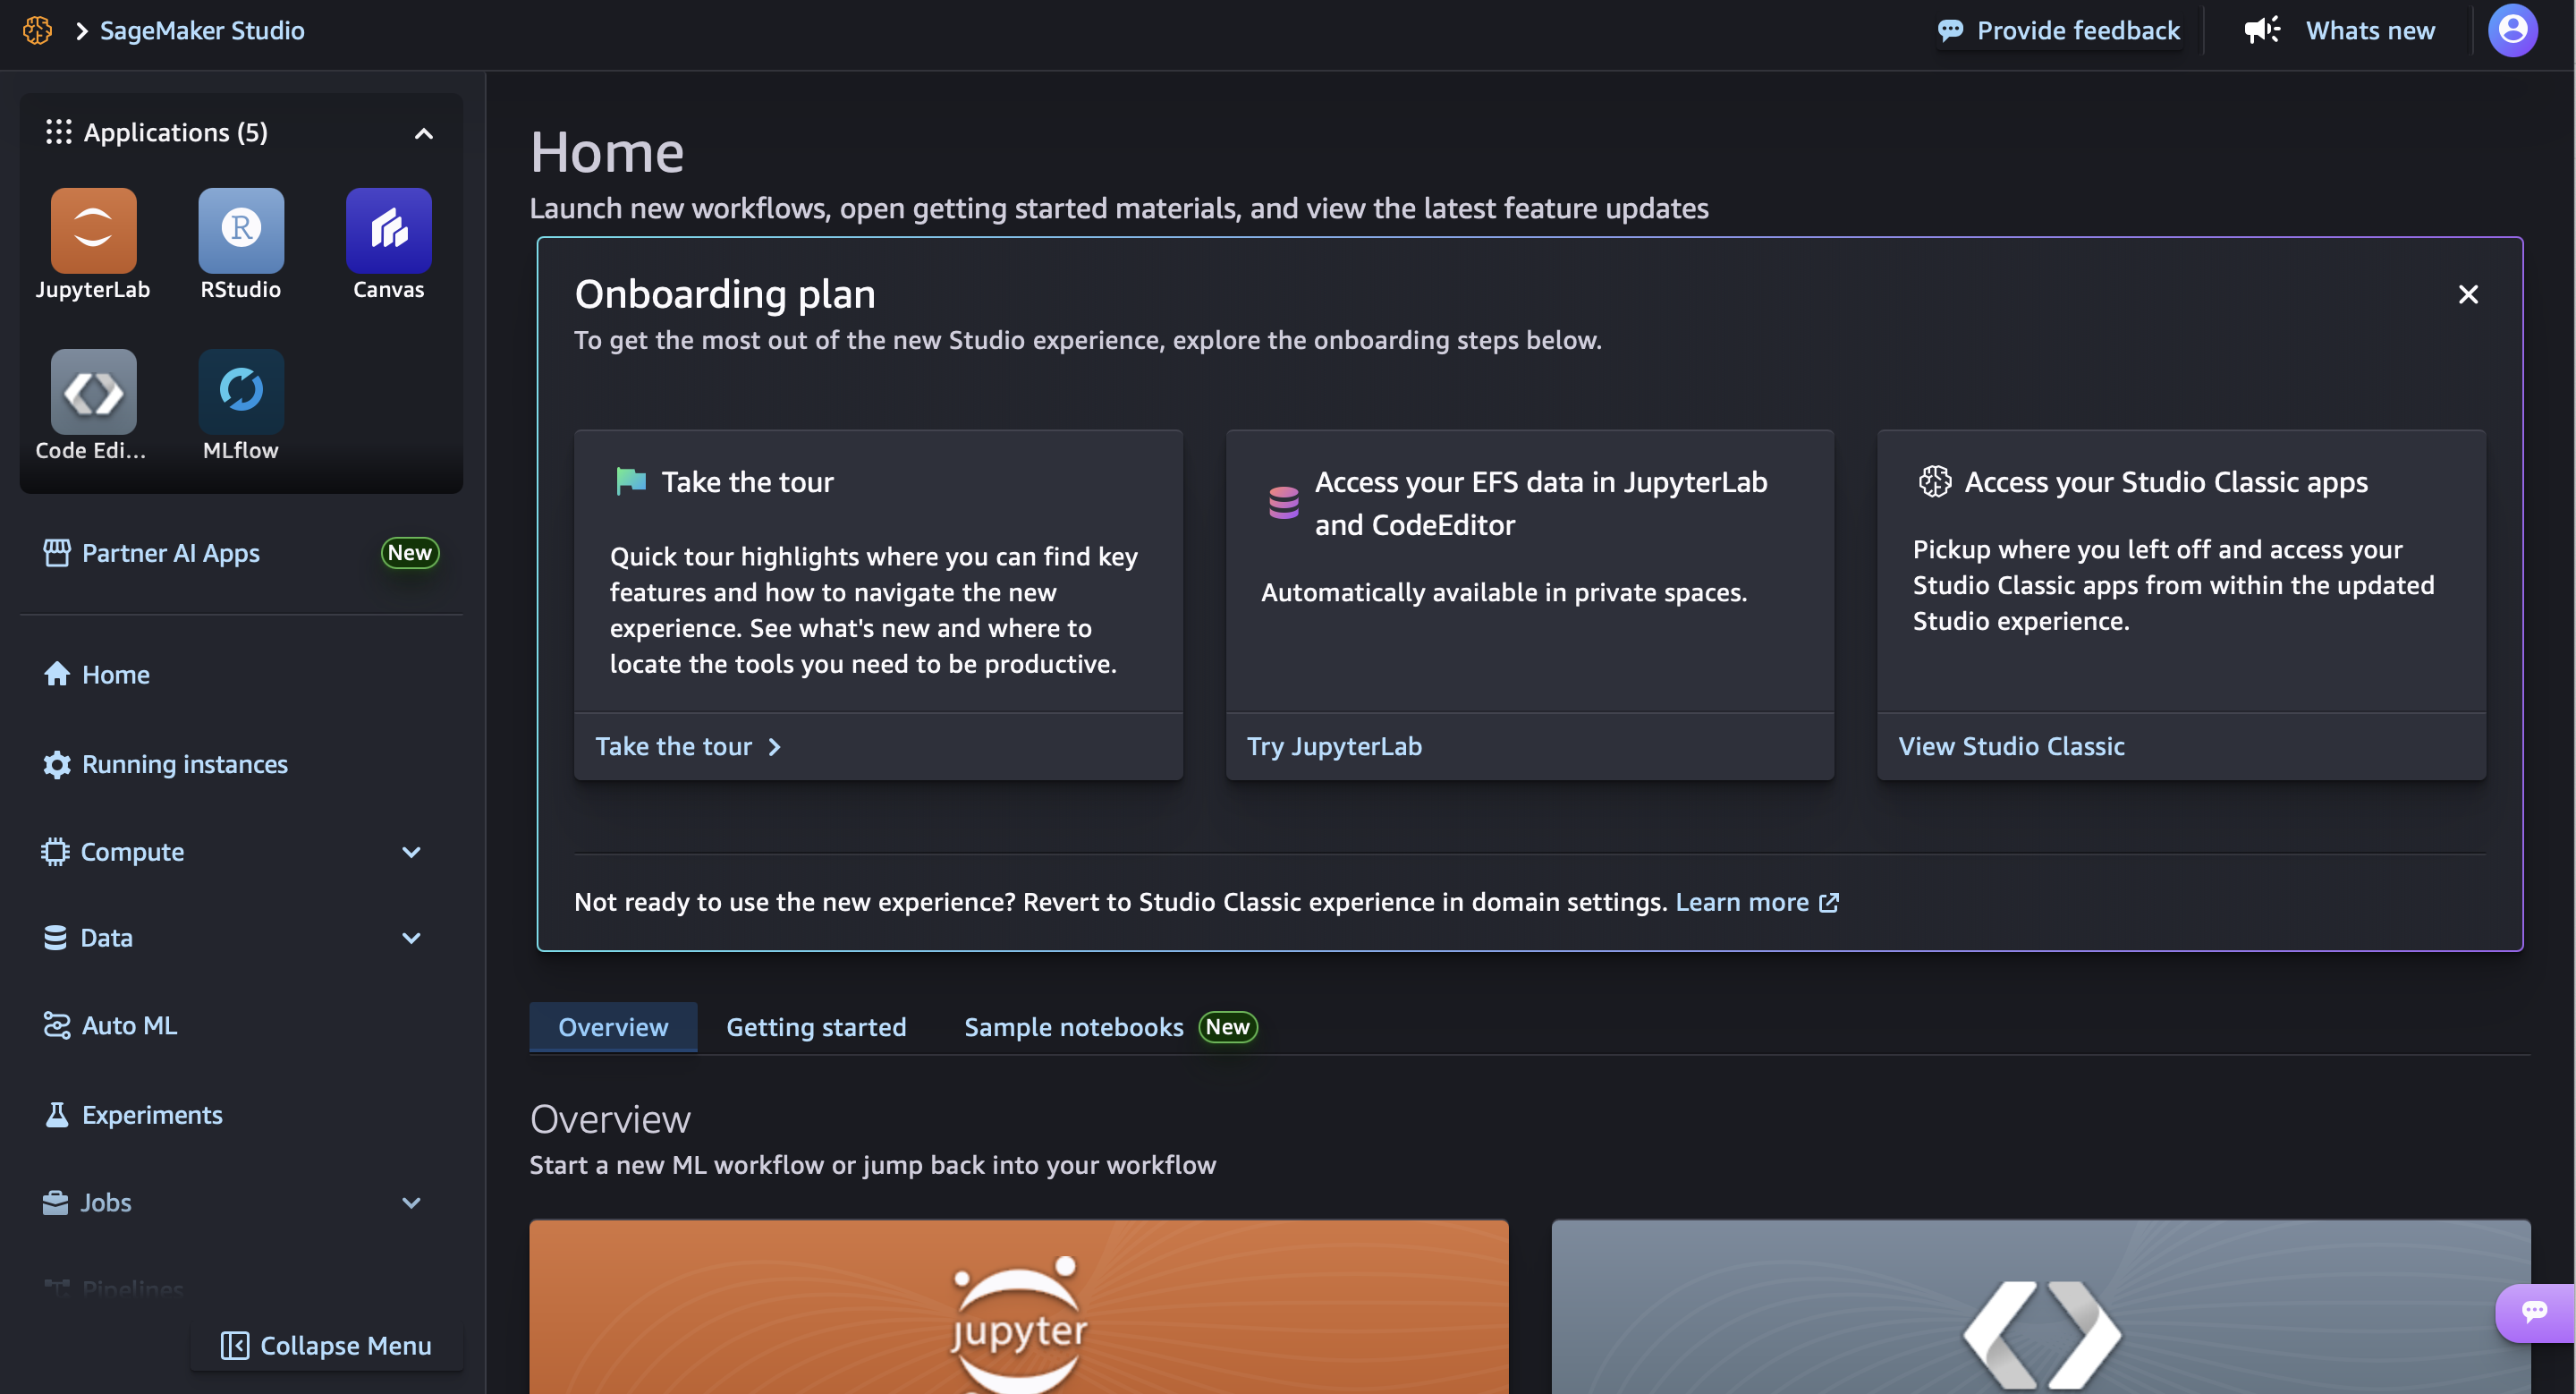 SageMaker Studio
Provide feedback
Whats new
Applications (5)
JupyterLab
RStudio
Canvas
Code Edi...
MLflow
Partner AI Apps
New
Home
Running instances
Compute
Data
Auto ML
Experiments
Jobs
Pipelines
Collapse Menu
Home
Launch new workflows, open getting started materials, and view the latest feature updates
Onboarding plan
To get the most out of the new Studio experience, explore the onboarding steps below.
Take the tour
Quick tour highlights where you can find key
features and how to navigate the new
experience. See what's new and where to
locate the tools you need to be productive.
Take the tour
Access your EFS data in JupyterLab
and CodeEditor
Automatically available in private spaces.
Try JupyterLab
Access your Studio Classic apps
Pickup where you left off and access your
Studio Classic apps from within the updated
Studio experience.
View Studio Classic
Not ready to use the new experience? Revert to Studio Classic experience in domain settings. Learn more
Overview
Getting started
Sample notebooks
New
Overview
Start a new ML workflow or jump back into your workflow
jupyter